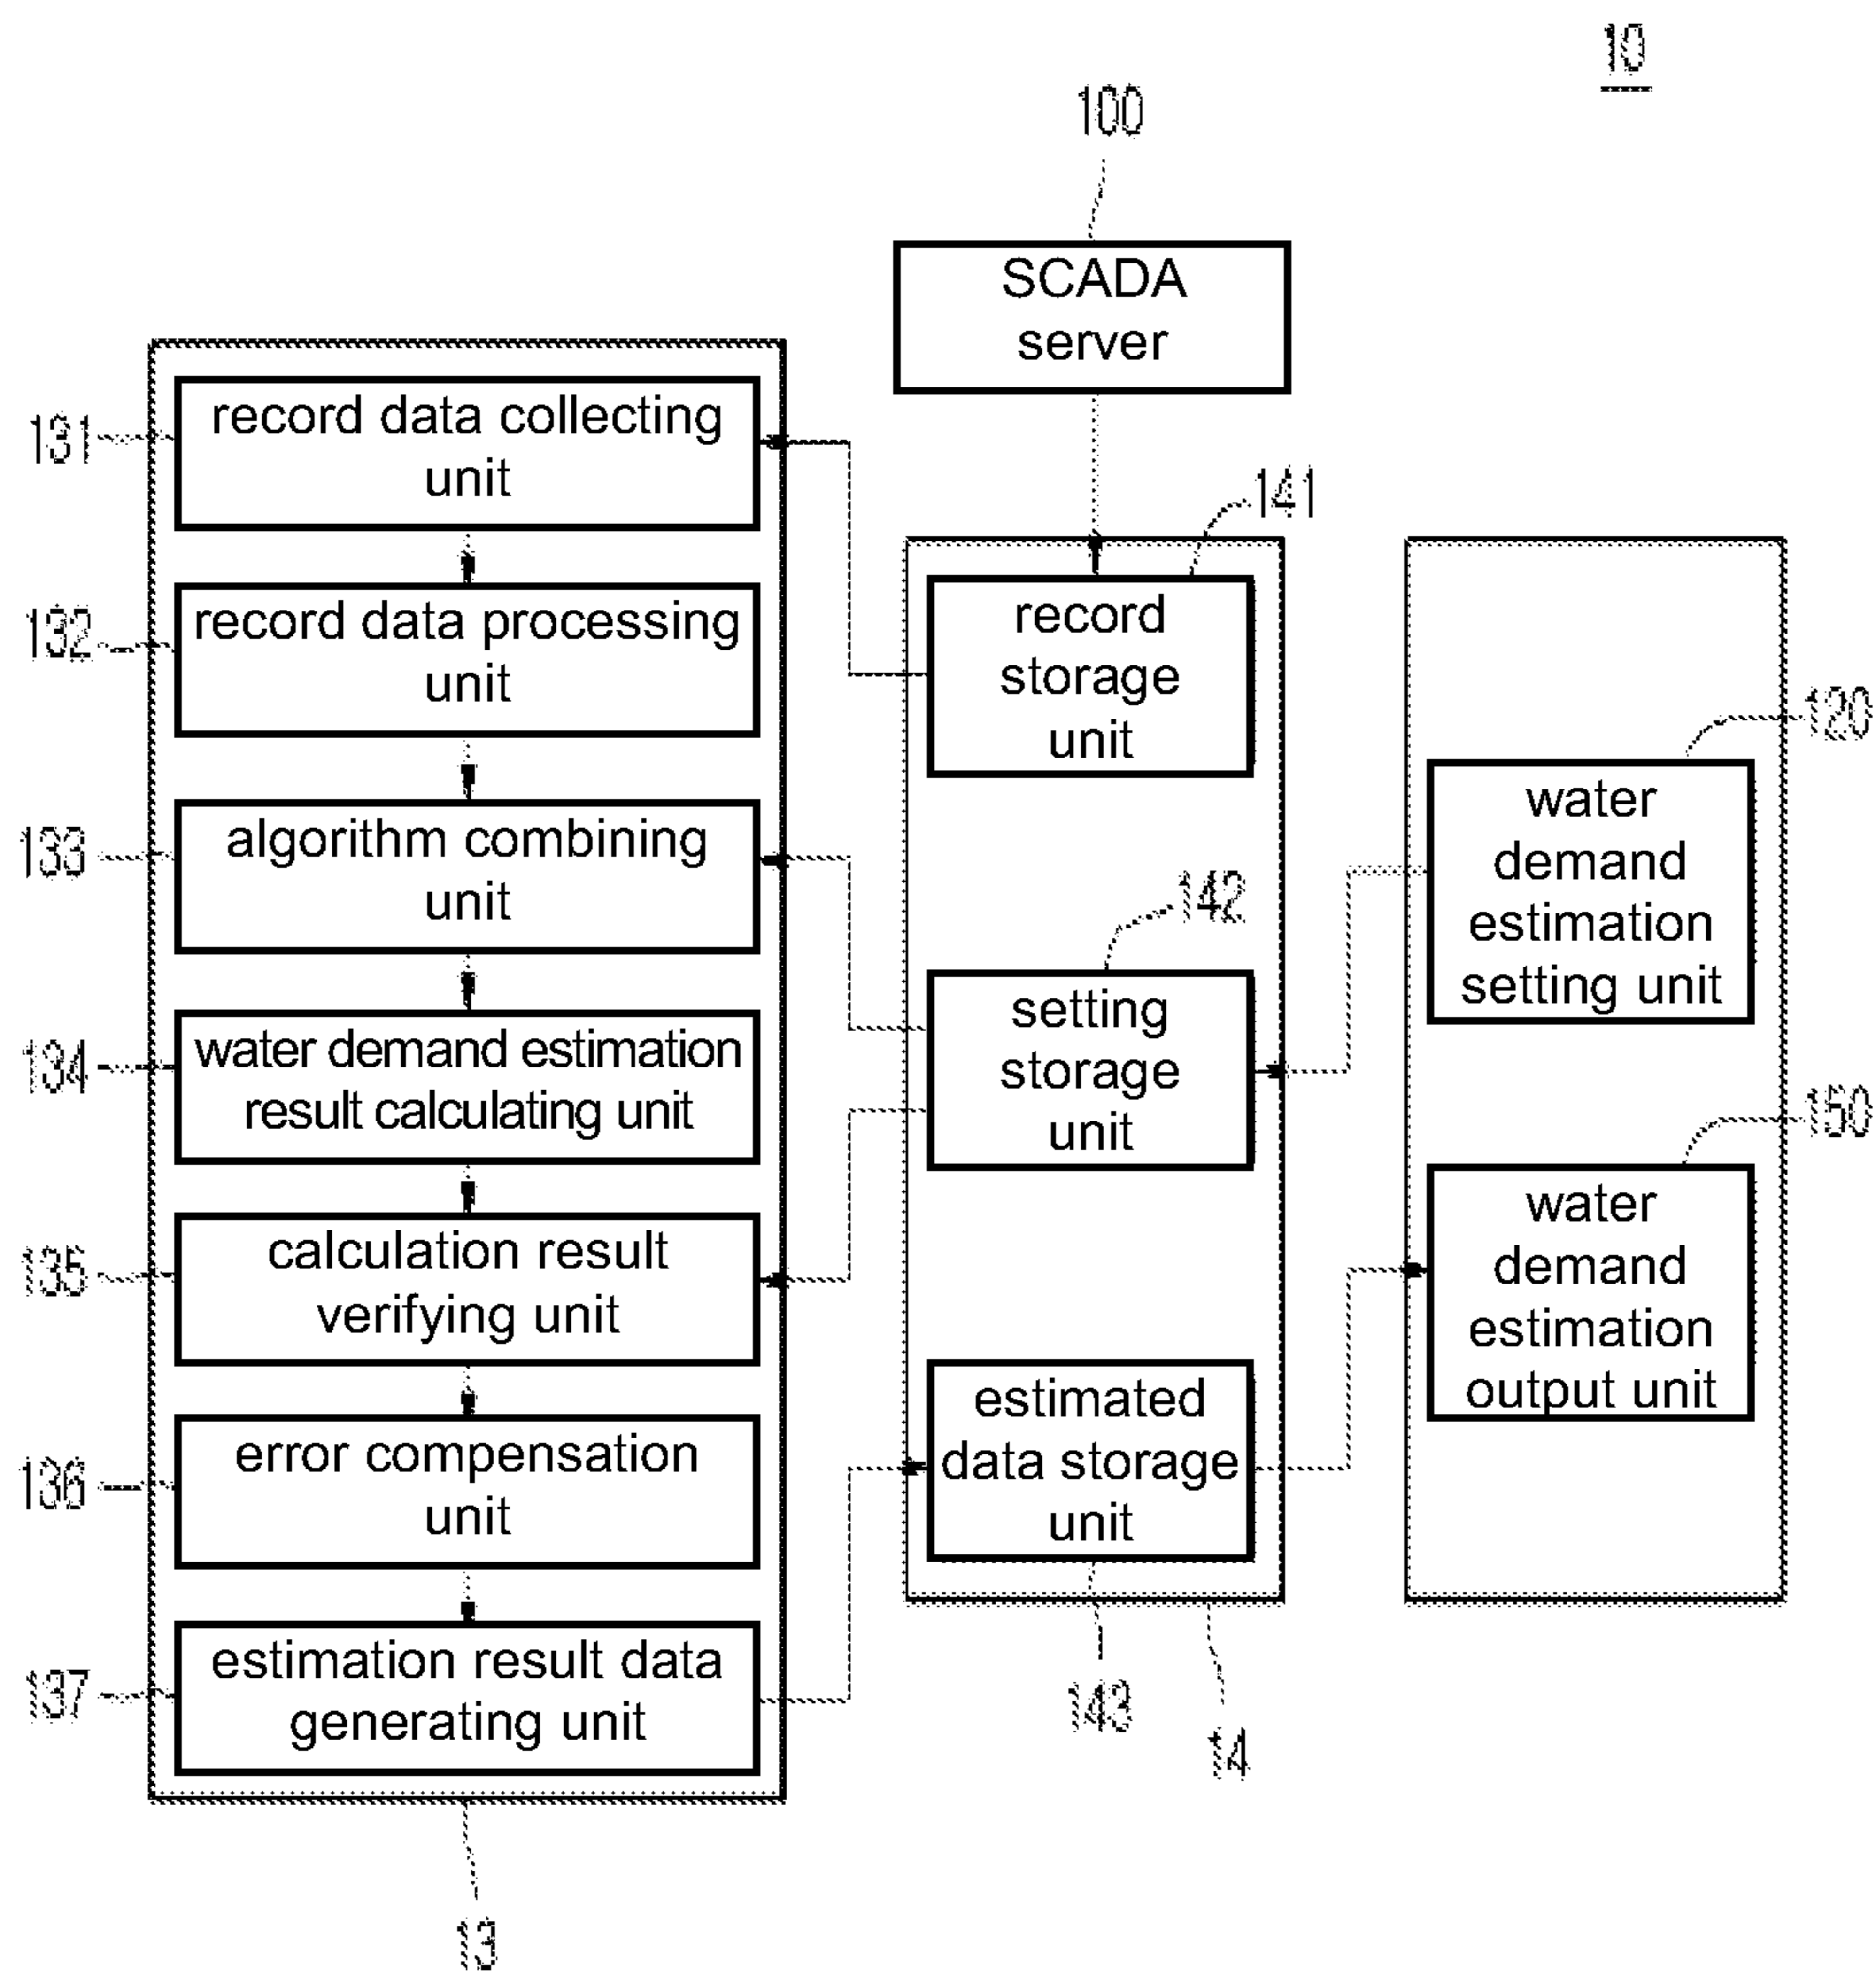 10
100
SCADA
server
131
record data collecting
unit
132
record data processing
unit
133
algorithm combining
unit
134
water demand estimation
result calculating unit
135
calculation result
verifying unit
136
error compensation
unit
137
estimation result data
generating unit
13
141
record
storage
unit
142
setting
storage
unit
estimated
data storage
unit
143
14
120
water
demand
estimation
setting unit
150
water
demand
estimation
output unit